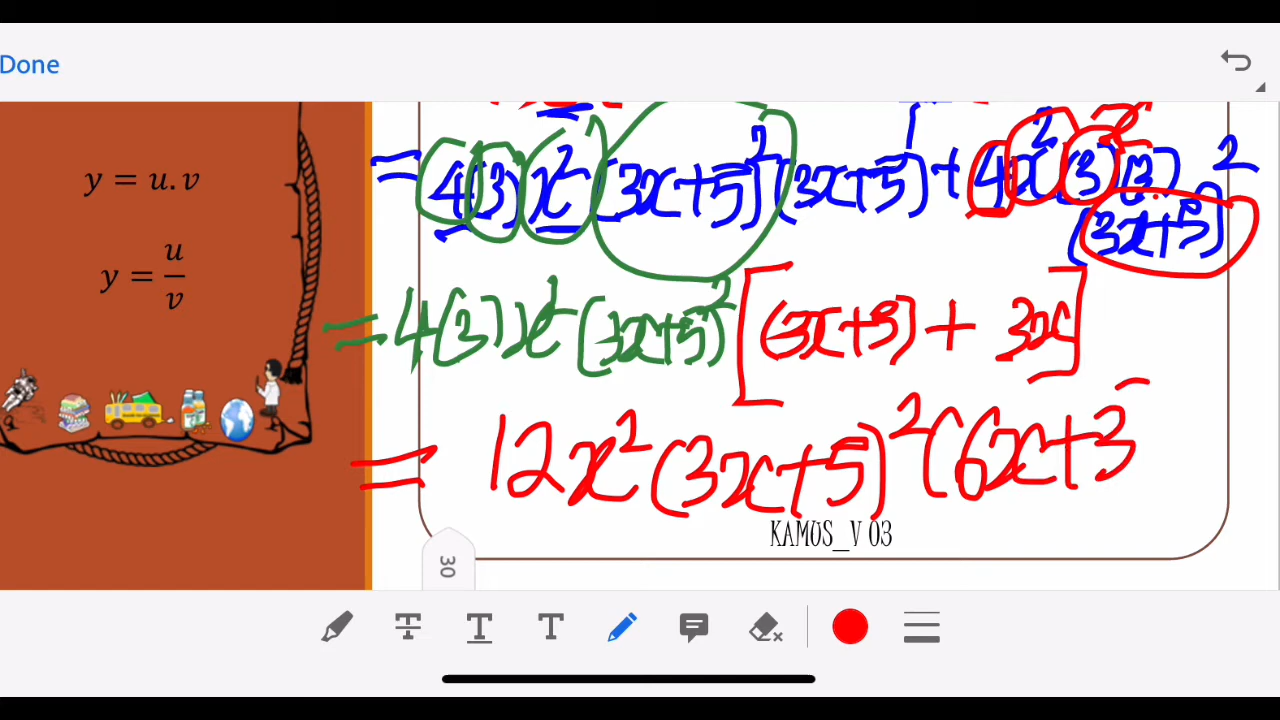 Done
y = u.v
y = u/v
= 4(3)x²(3x+5)²(3x+5) + 4x²(3)(3)
(3x+5)²
= 4(3)x²(3x+5)² [(3x+5) + 3x]
= 12x²(3x+5)²(6x+5
KAMUS_V 03
30
T T T